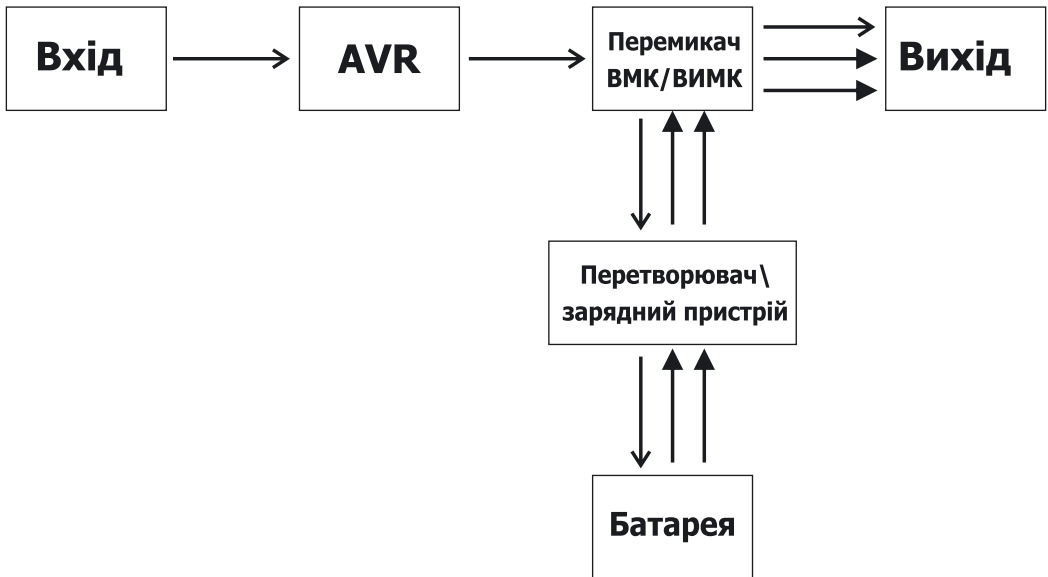 Вхід
AVR
Перемикач
ВМК/ВИМК
Вихід
Перетворювач\
зарядний пристрій
Батарея